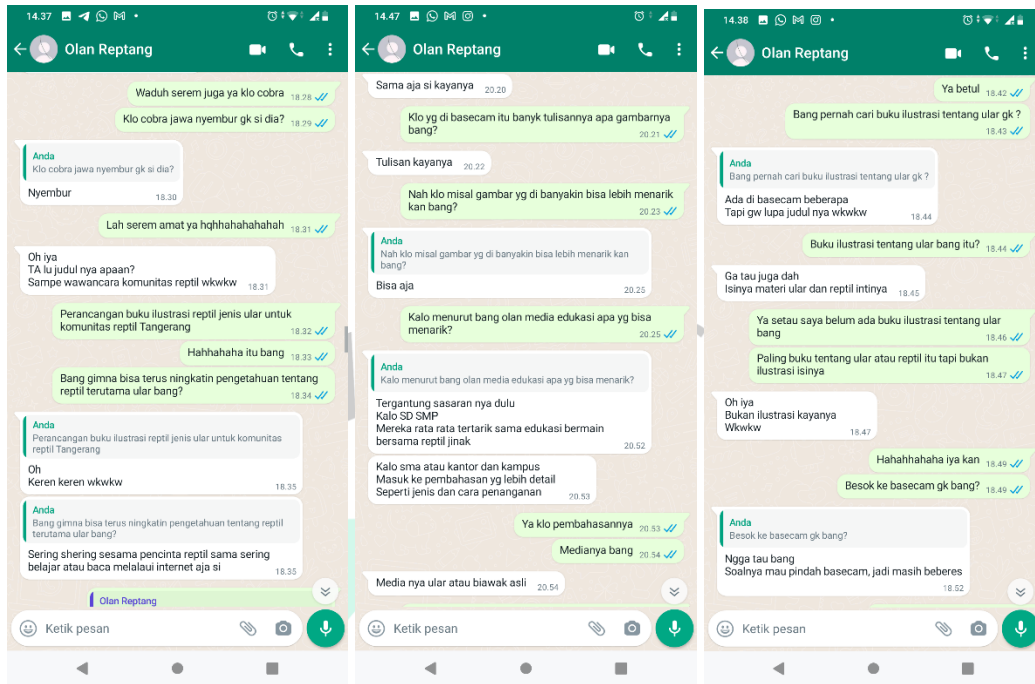 14.37
Olan Reptang
Waduh serem juga ya klo cobra 18.28
Klo cobra jawa nyembur gk si dia? 18.29
Anda
Klo cobra jawa nyembur gk si dia?
Nyembur 18.30
Lah serem amat ya hqhhahahahahah 18.31
Oh iya
TA lu judul nya apaan?
Sampe wawancara komunitas reptil wkwkw 18.31
Perancangan buku ilustrasi reptil jenis ular untuk
komunitas reptil Tangerang 18.32
Hahhahaha itu bang 18.33
Bang gimna bisa terus ningkatin pengetahuan tentang
reptil terutama ular bang? 18.34
Anda
Perancangan buku ilustrasi reptil jenis ular untuk komunitas
reptil Tangerang
Oh
Keren keren wkwkw 18.35
Anda
Bang gimna bisa terus ningkatin pengetahuan tentang reptil
terutama ular bang?
Sering shering sesama pencinta reptil sama sering
belajar atau baca melalaui internet aja si 18.35
Olan Reptang
Ketik pesan
14.47
Olan Reptang
Sama aja si kayanya 20.20
Klo yg di basecam itu banyk tulisannya apa gambarnya
bang? 20.21
Tulisan kayanya 20.22
Nah klo misal gambar yg di banyakin bisa lebih menarik
kan bang? 20.23
Anda
Nah klo misal gambar yg di banyakin bisa lebih menarik kan
bang?
Bisa aja 20.25
Kalo menurut bang olan media edukasi apa yg bisa
menarik? 20.25
Anda
Kalo menurut bang olan media edukasi apa yg bisa menarik?
Tergantung sasaran nya dulu
Kalo SD SMP
Mereka rata rata tertarik sama edukasi bermain
bersama reptil jinak 20.52
Kalo sma atau kantor dan kampus
Masuk ke pembahasan yg lebih detail
Seperti jenis dan cara penanganan 20.53
Ya klo pembahasannya 20.53
Medianya bang 20.54
Media nya ular atau biawak asli 20.54
Ketik pesan
14.38
Olan Reptang
Ya betul 18.42
Bang pernah cari buku ilustrasi tentang ular gk ?
18.43
Anda
Bang pernah cari buku ilustrasi tentang ular gk ?
Ada di basecam beberapa
Tapi gw lupa judul nya wkwkw 18.44
Buku ilustrasi tentang ular bang itu? 18.44
Ga tau juga dah
Isinya materi ular dan reptil intinya 18.45
Ya setau saya belum ada buku ilustrasi tentang ular
bang 18.46
Paling buku tentang ular atau reptil itu tapi bukan
ilustrasi isinya 18.47
Oh iya
Bukan ilustrasi kayanya
Wkwkw 18.47
Hahahhahaha iya kan 18.49
Besok ke basecam gk bang? 18.49
Anda
Besok ke basecam gk bang?
Ngga tau bang
Soalnya mau pindah basecam, jadi masih beberes
18.52
Ketik pesan